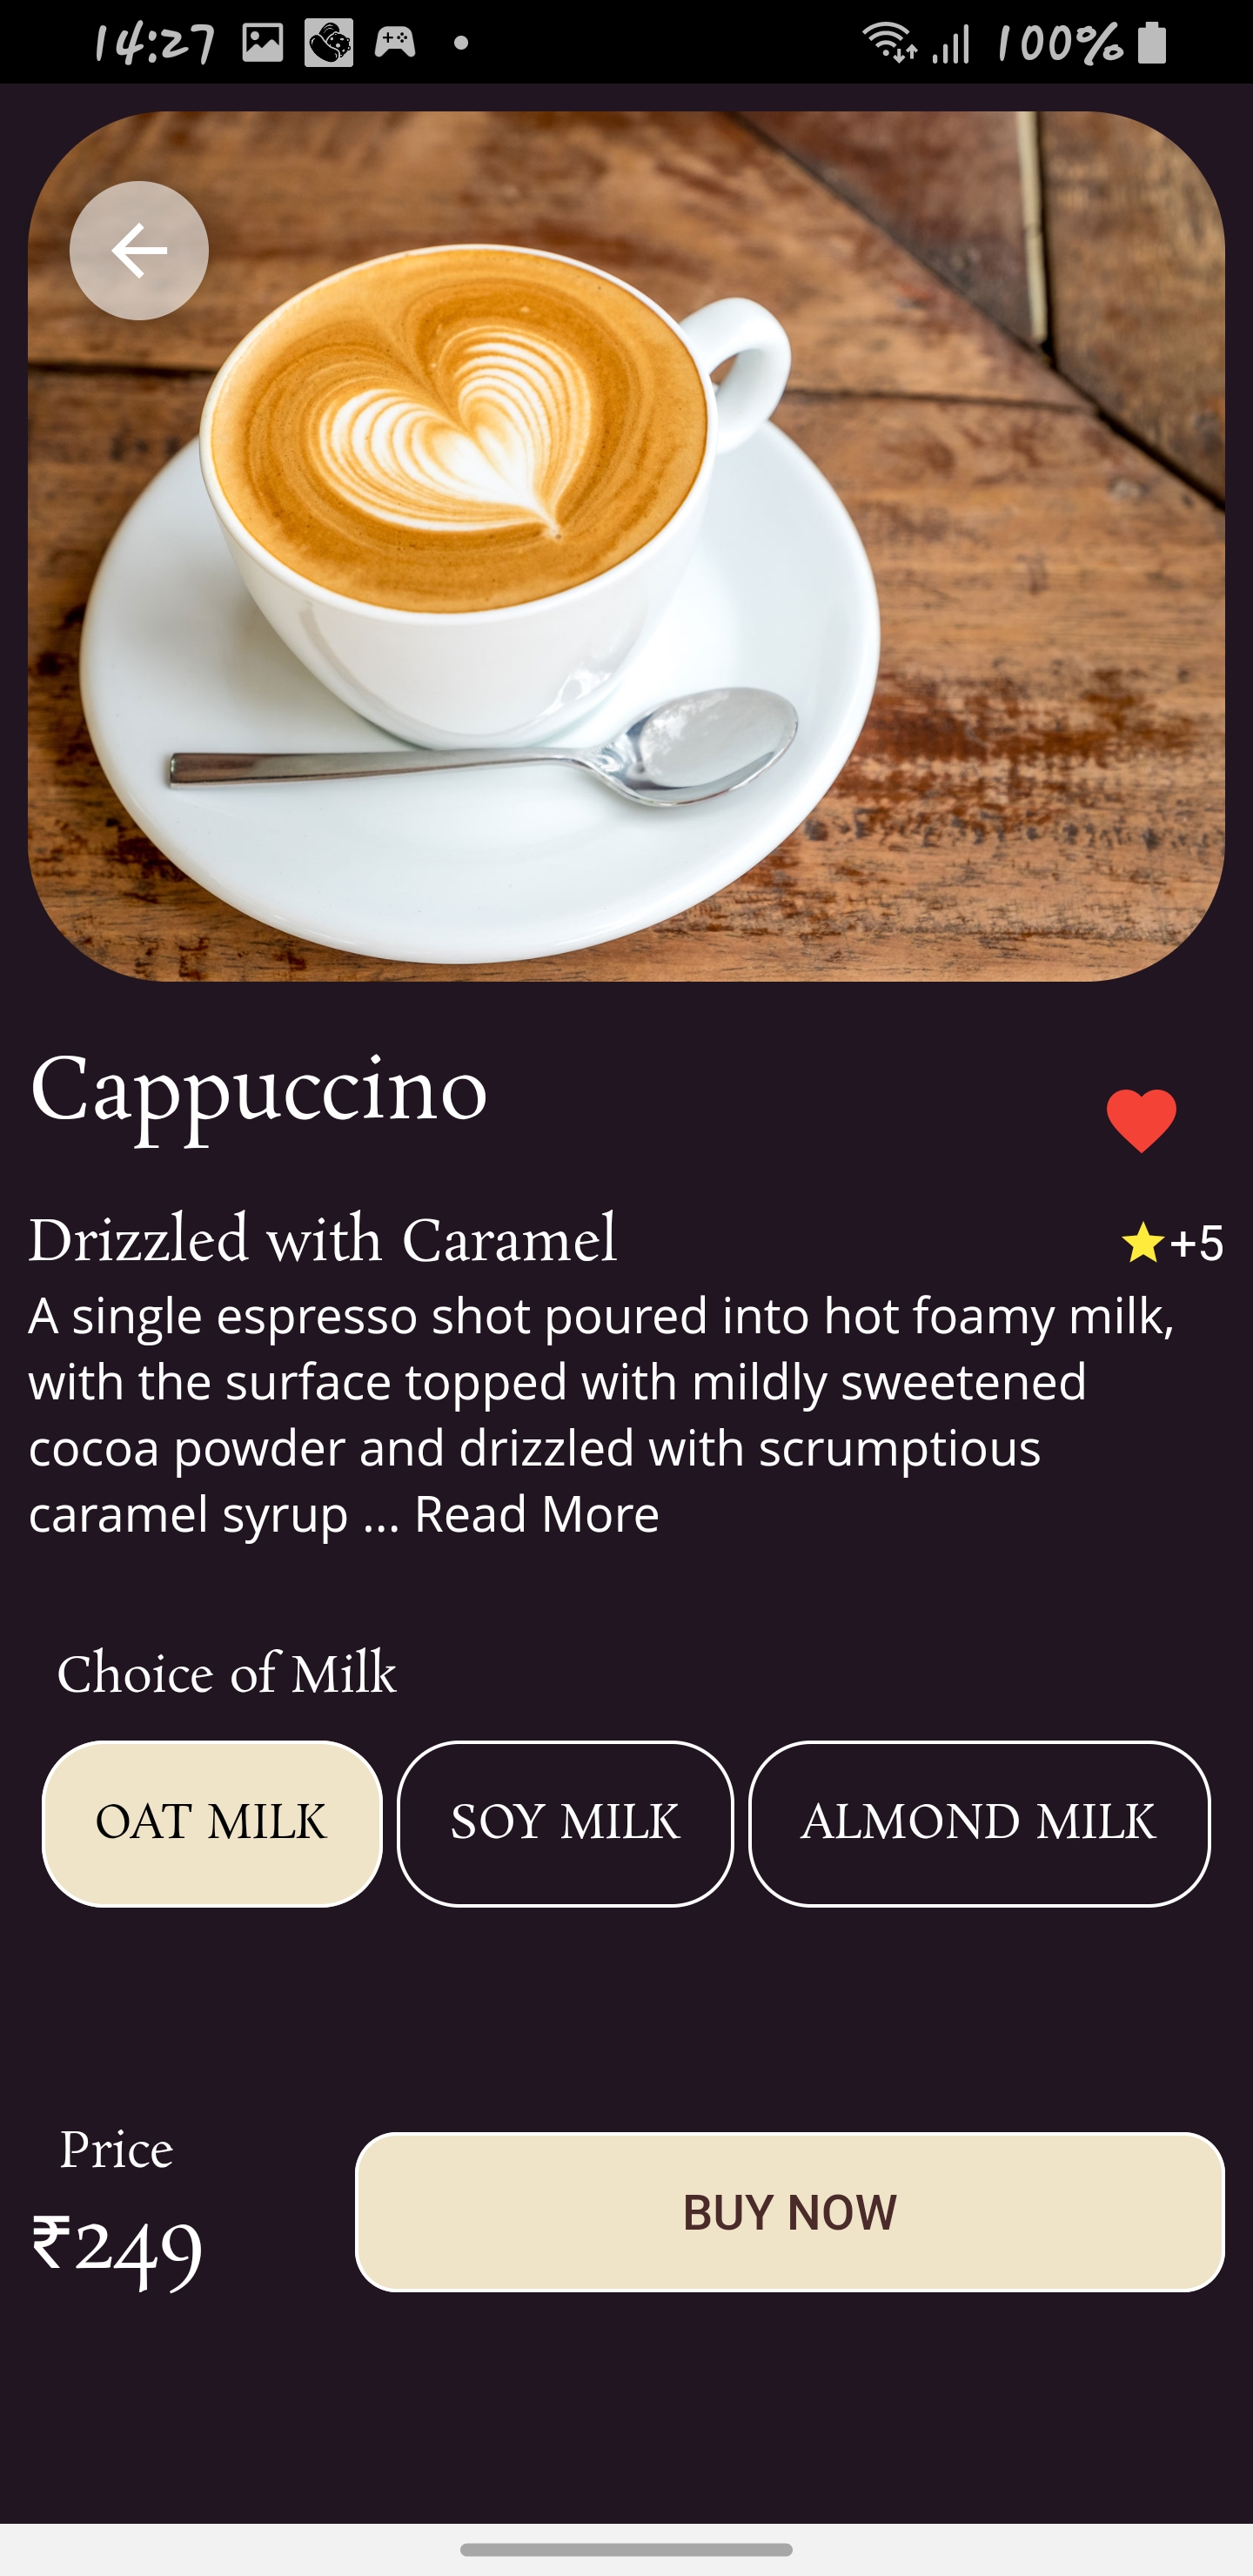 14:27 100%
Cappuccino
Drizzled with Caramel
+5
A single espresso shot poured into hot foamy milk,
with the surface topped with mildly sweetened
cocoa powder and drizzled with scrumptious
caramel syrup ... Read More
Choice of Milk
OAT MILK
SOY MILK
ALMOND MILK
Price
₹249
BUY NOW